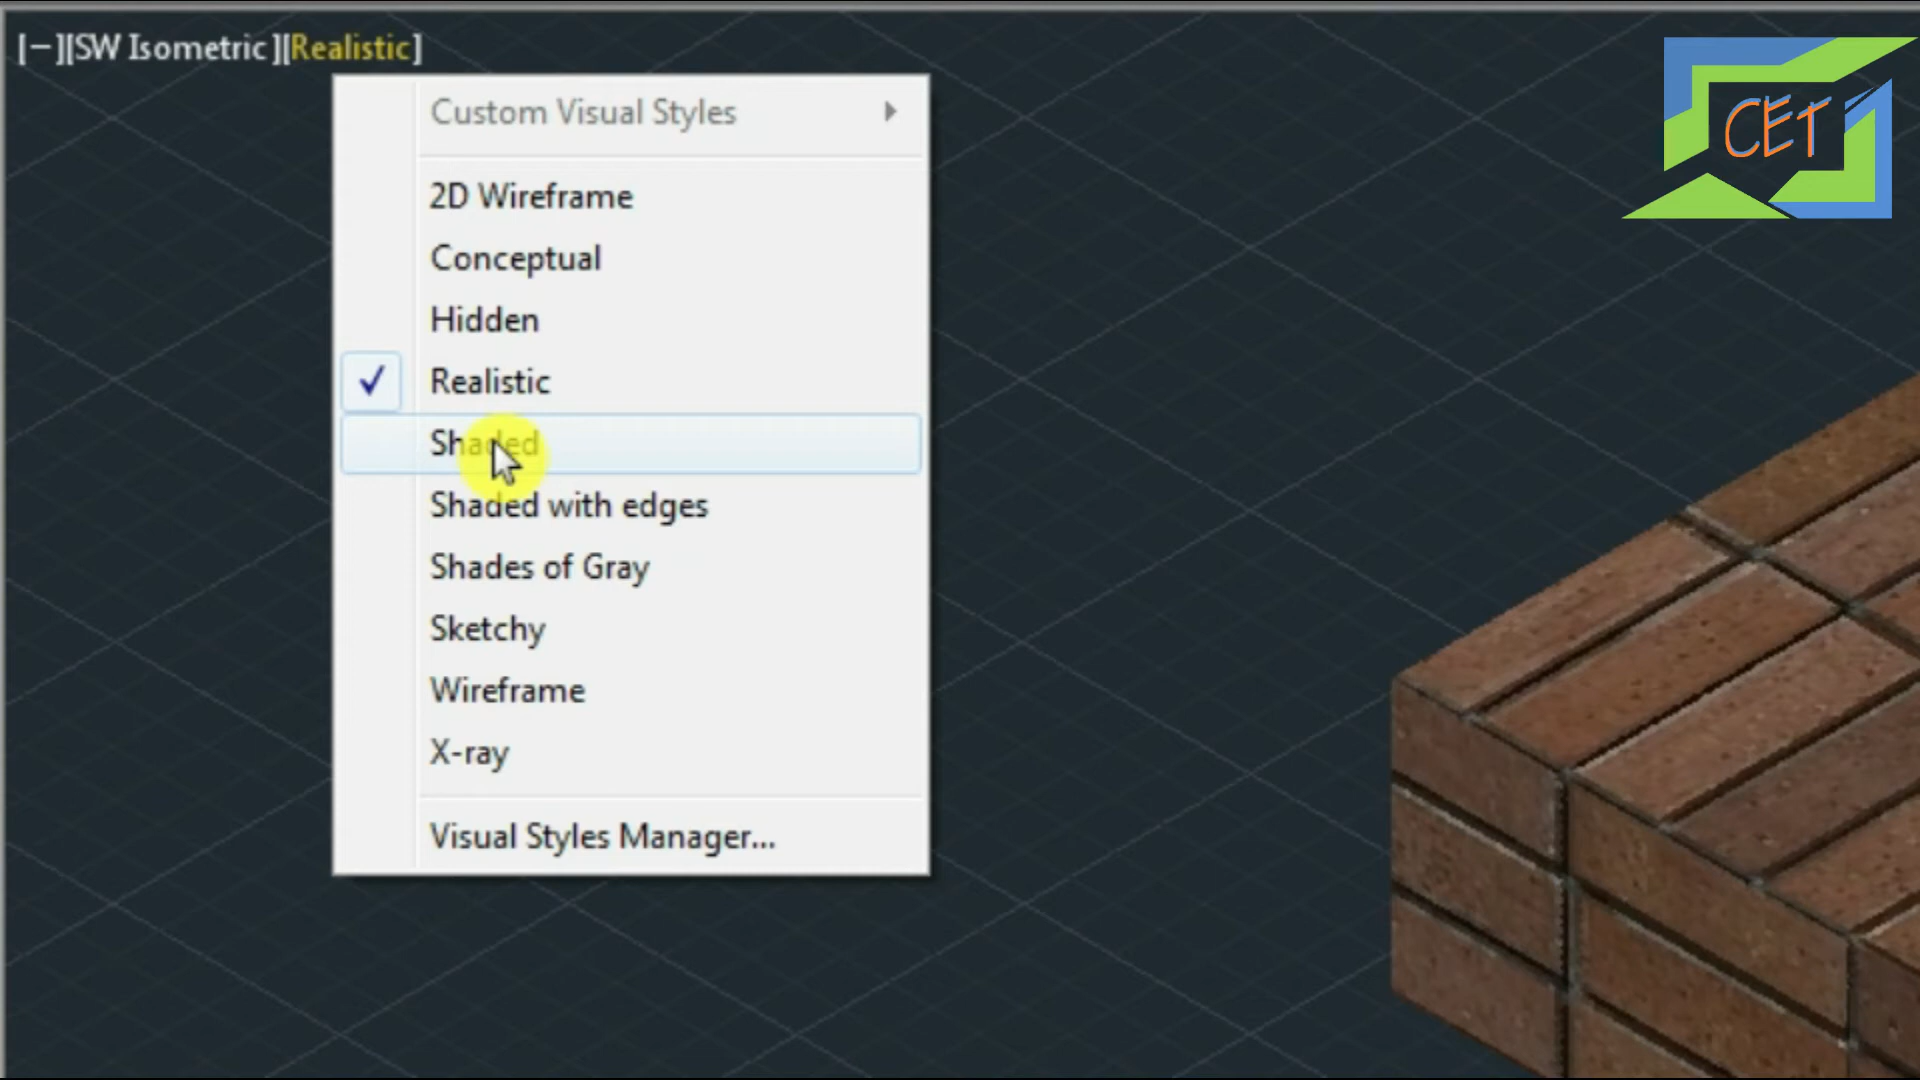 [−][SW Isometric][Realistic]
CET
Custom Visual Styles
2D Wireframe
Conceptual
Hidden
Realistic
Shaded
Shaded with edges
Shades of Gray
Sketchy
Wireframe
X-ray
Visual Styles Manager...